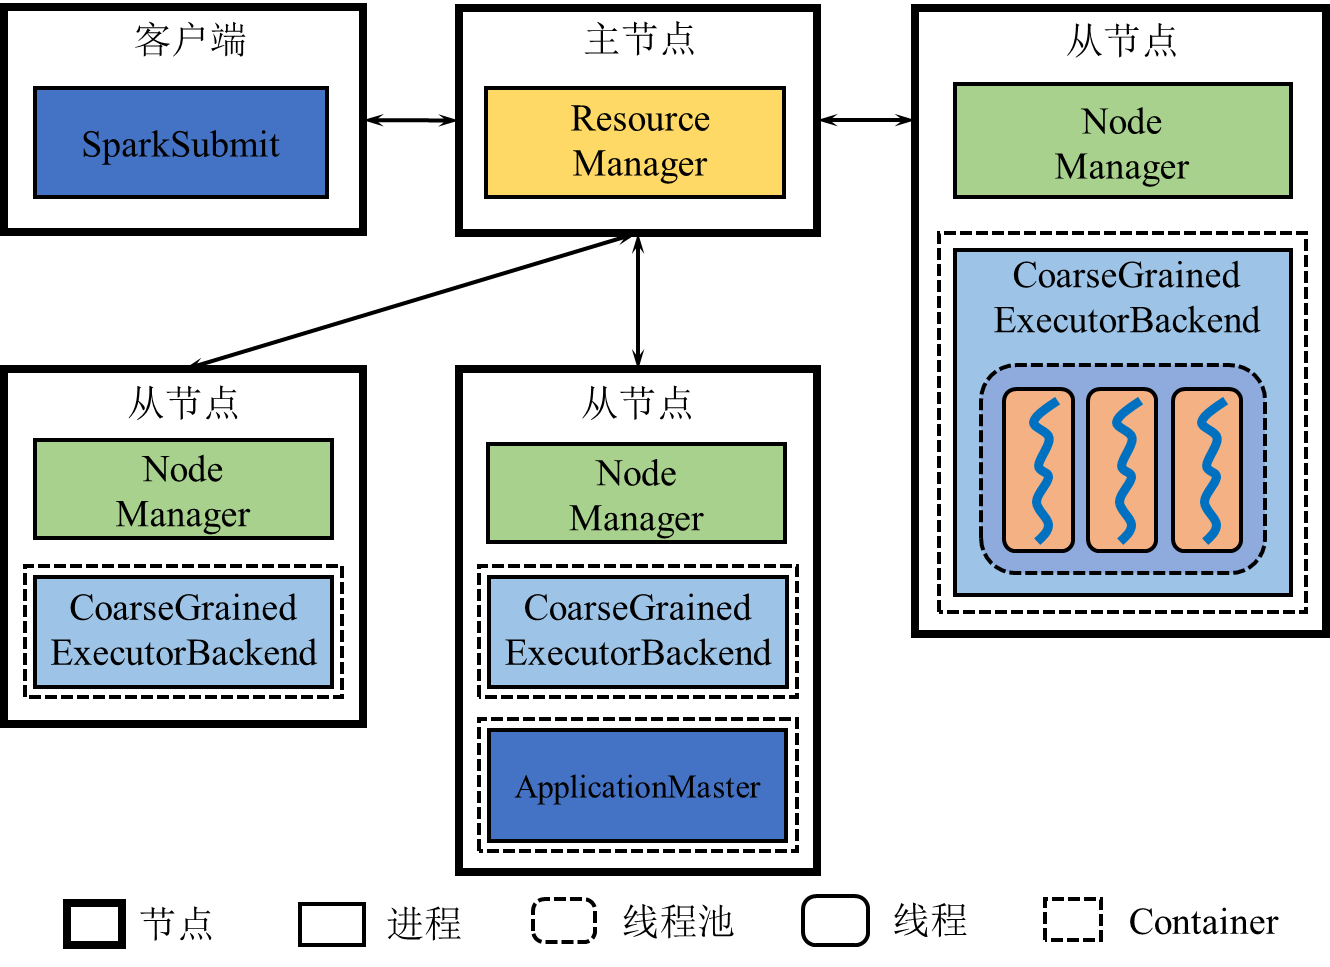 客户端
SparkSubmit
主节点
Resource
Manager
从节点
Node
Manager
CoarseGrained
ExecutorBackend
从节点
Node
Manager
CoarseGrained
ExecutorBackend
从节点
Node
Manager
CoarseGrained
ExecutorBackend
ApplicationMaster
节点
进程
线程池
线程
Container